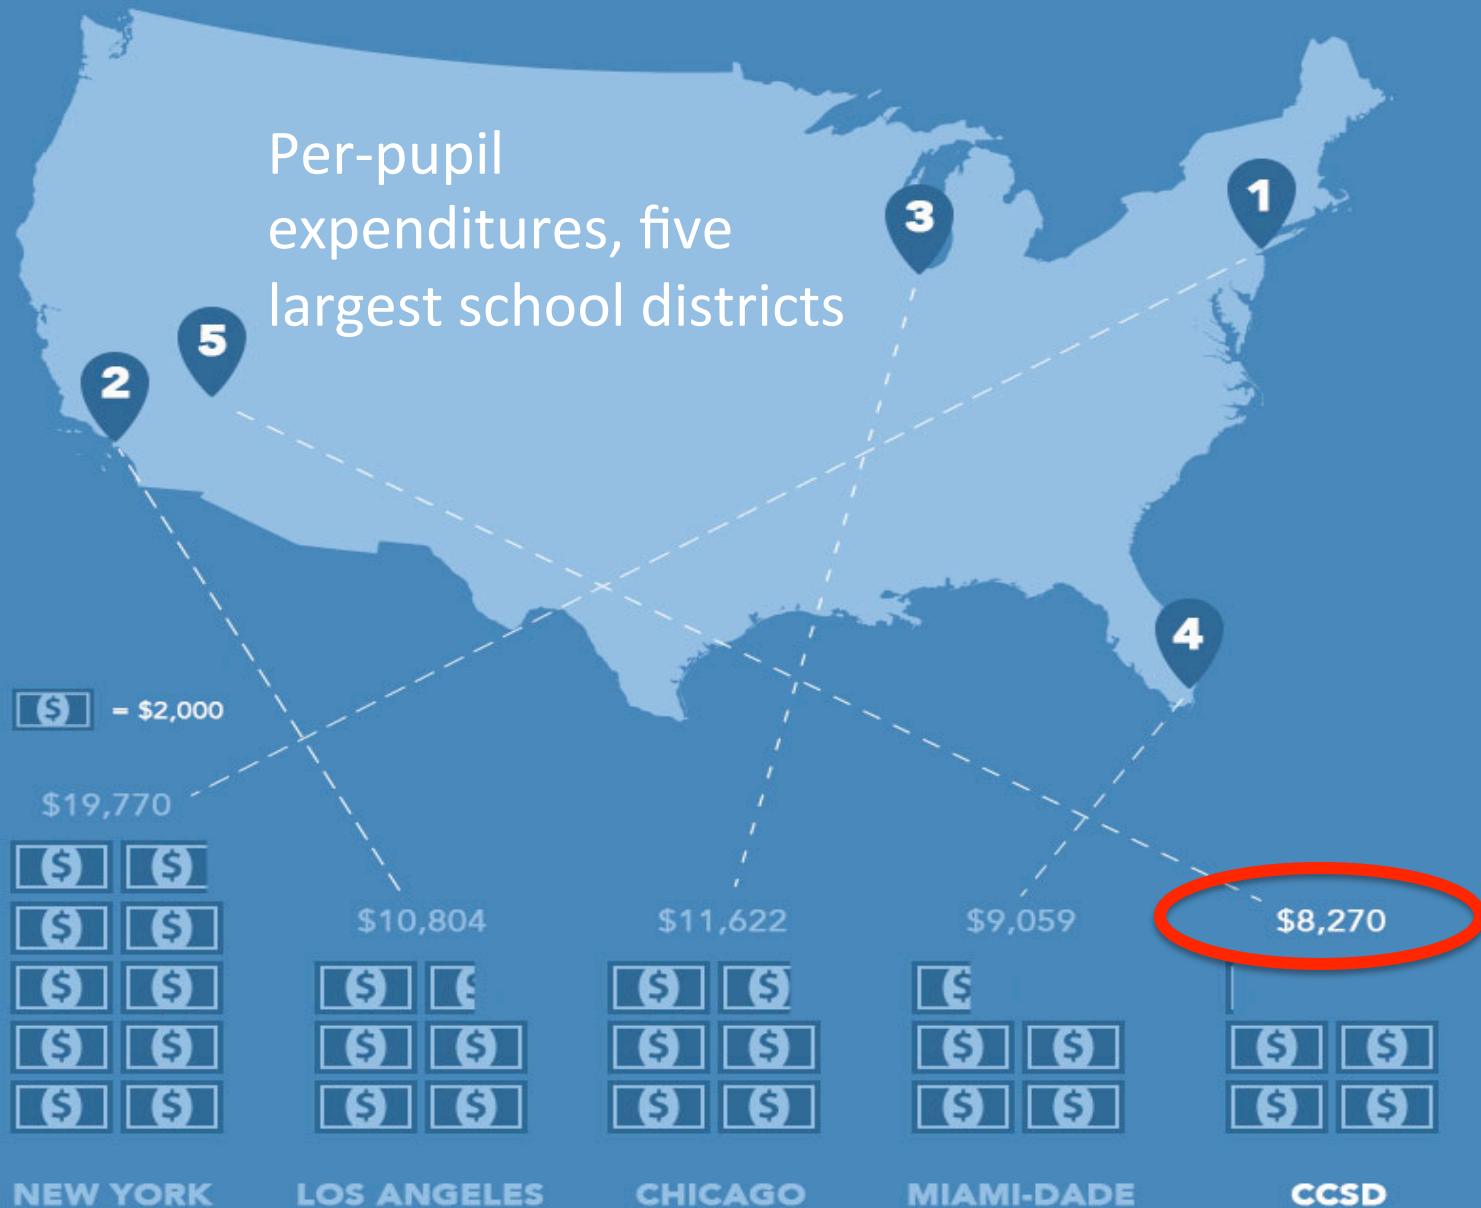 Per-pupil
expenditures, five
largest school districts
1
3
5
2
4
$ = $2,000
$19,770
$10,804
$11,622
$9,059
$8,270
$ $
$ $
$ $ $ $ $ $ $
$ $ $ $ $ $ $ $ $ $
$ $ $ $ $ $ $ $ $ $
NEW YORK
LOS ANGELES
CHICAGO
MIAMI-DADE
CCSD